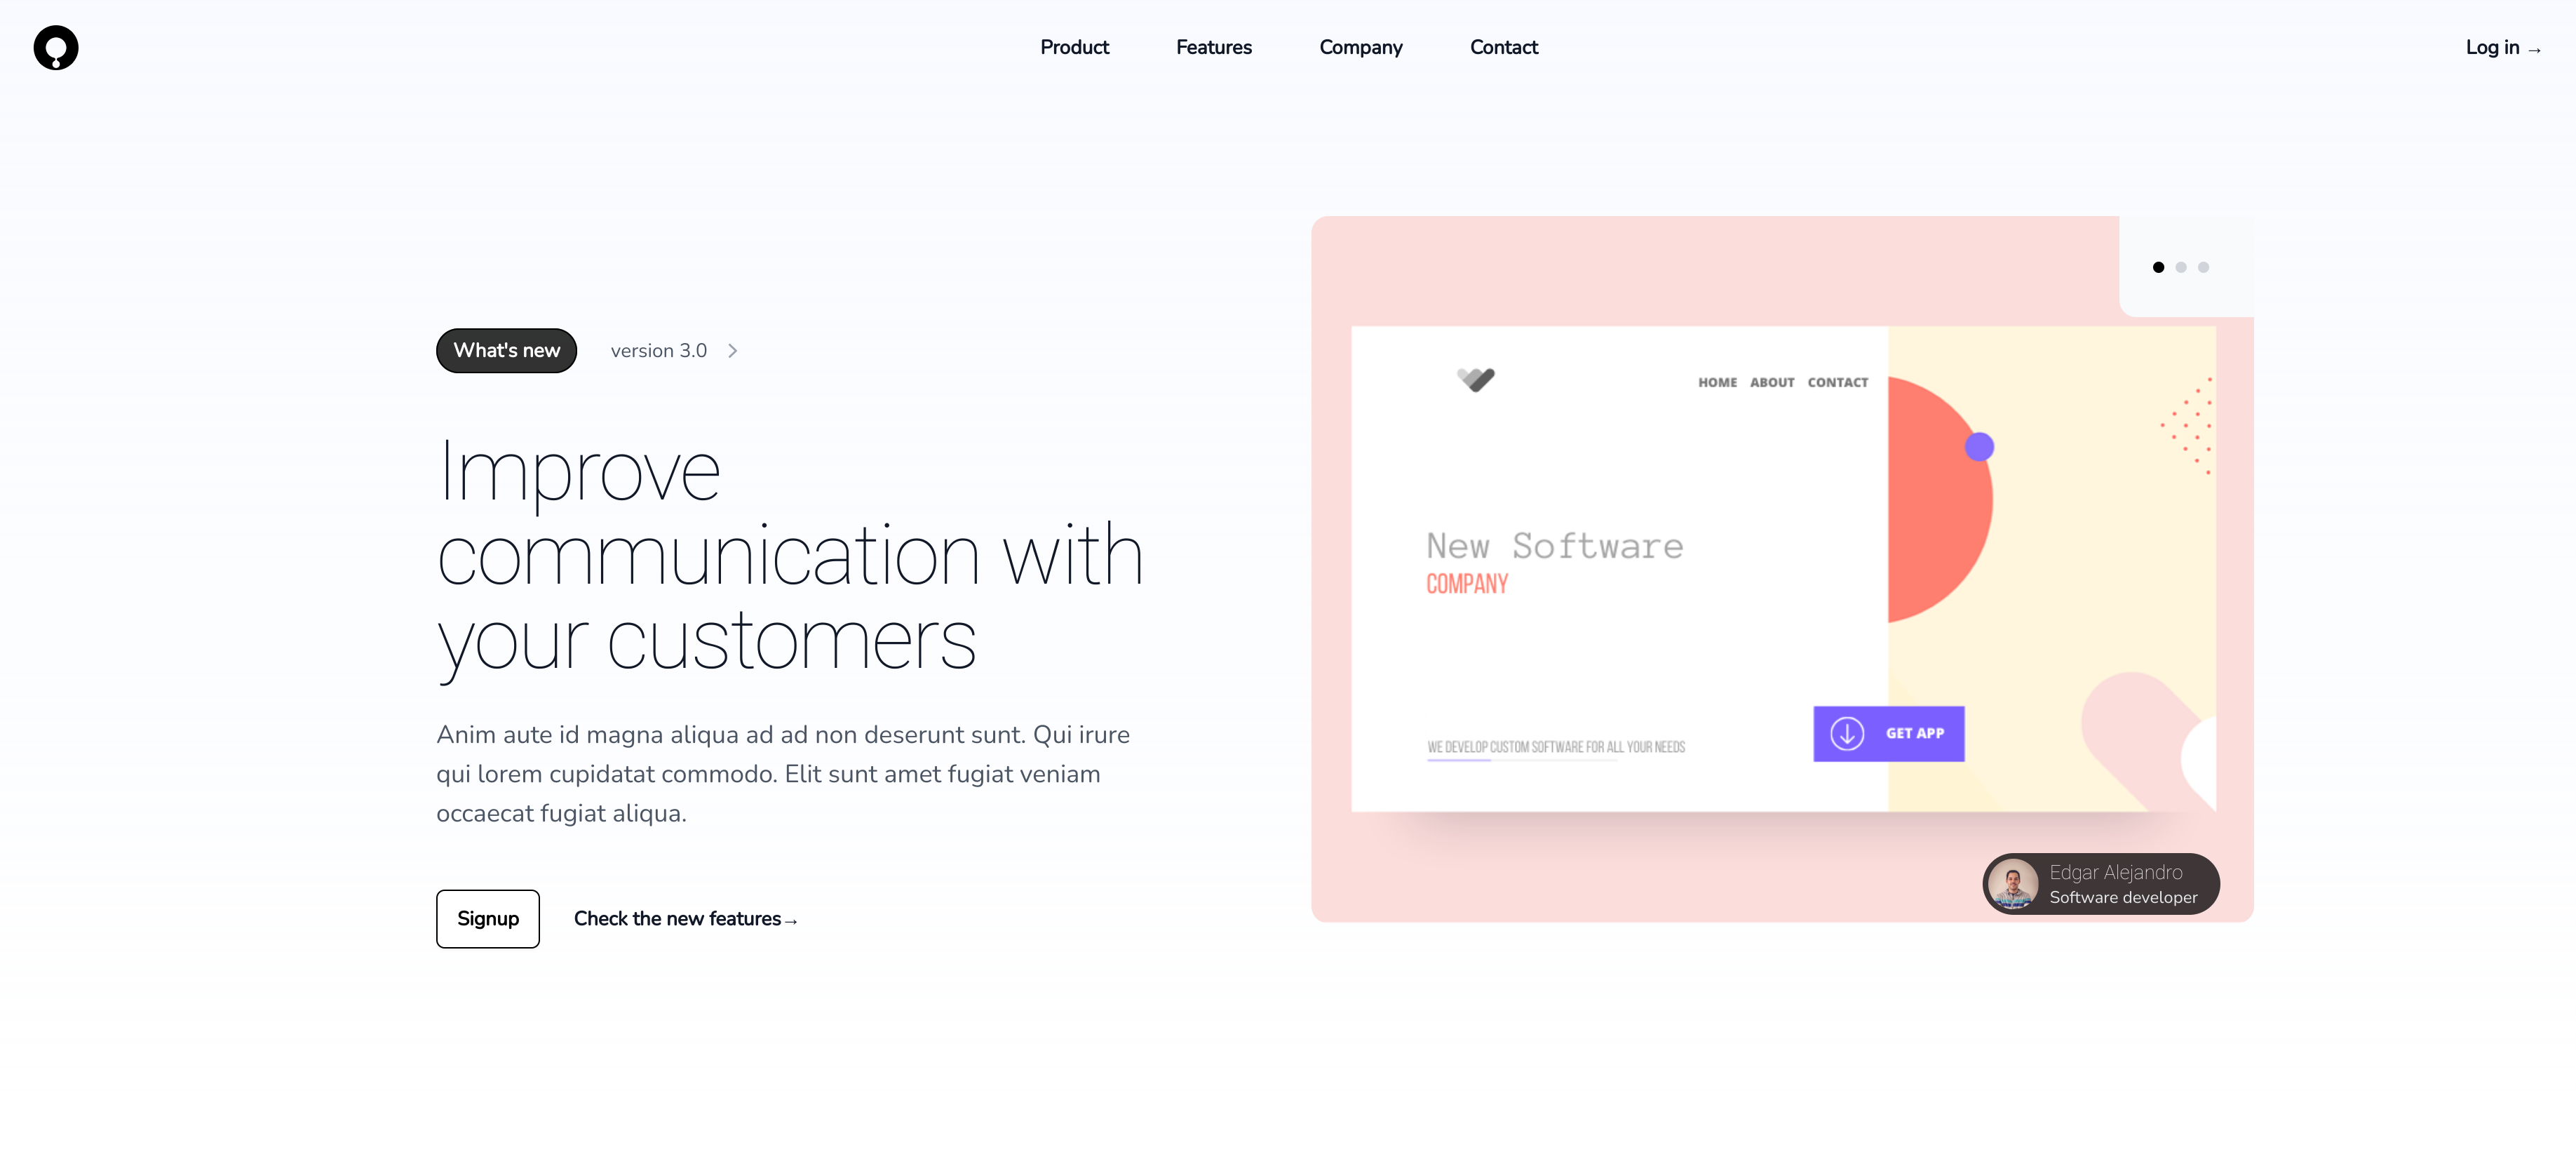 Product Features Company Contact Log in →
What's new version 3.0
Improve
communication with
your customers
Anim aute id magna aliqua ad ad non deserunt sunt. Qui irure
qui lorem cupidatat commodo. Elit sunt amet fugiat veniam
occaecat fugiat aliqua.
Signup Check the new features→
HOME ABOUT CONTACT
New Software
COMPANY
WE DEVELOP CUSTOM SOFTWARE FOR ALL YOUR NEEDS
GET APP
Edgar Alejandro
Software developer